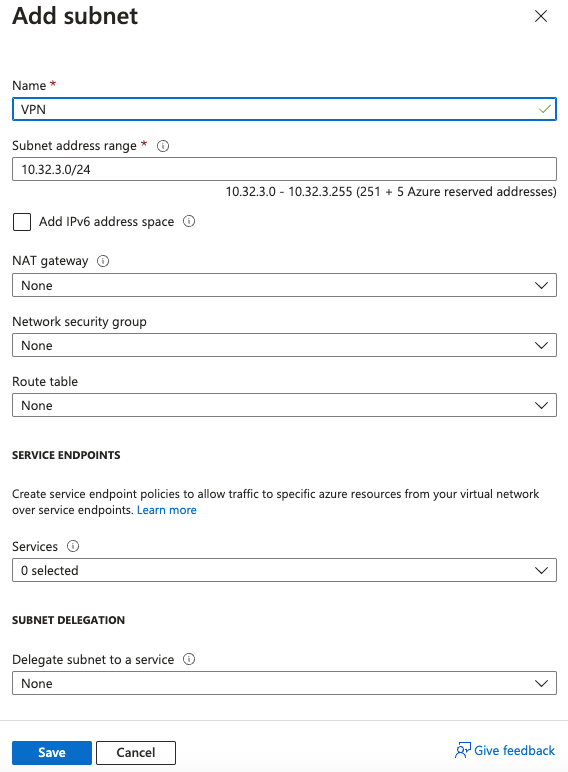 Add subnet
Name *
VPN
Subnet address range *
10.32.3.0/24
10.32.3.0 - 10.32.3.255 (251 + 5 Azure reserved addresses)
Add IPv6 address space
NAT gateway
None
Network security group
None
Route table
None
SERVICE ENDPOINTS
Create service endpoint policies to allow traffic to specific azure resources from your virtual network
over service endpoints. Learn more
Services
0 selected
SUBNET DELEGATION
Delegate subnet to a service
None
Save Cancel Give feedback